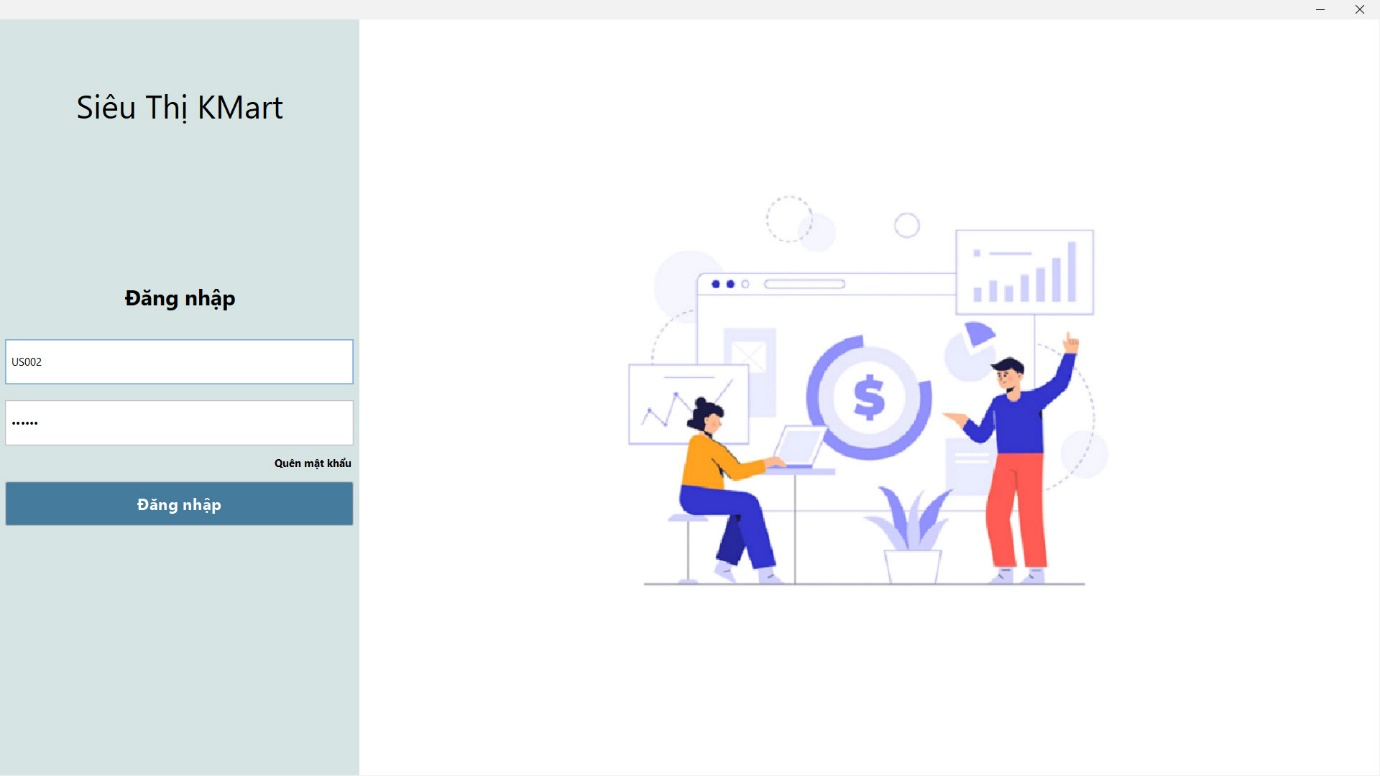 Siêu Thị KMart
Đăng nhập
US002
••••••
Quên mật khẩu
Đăng nhập
$